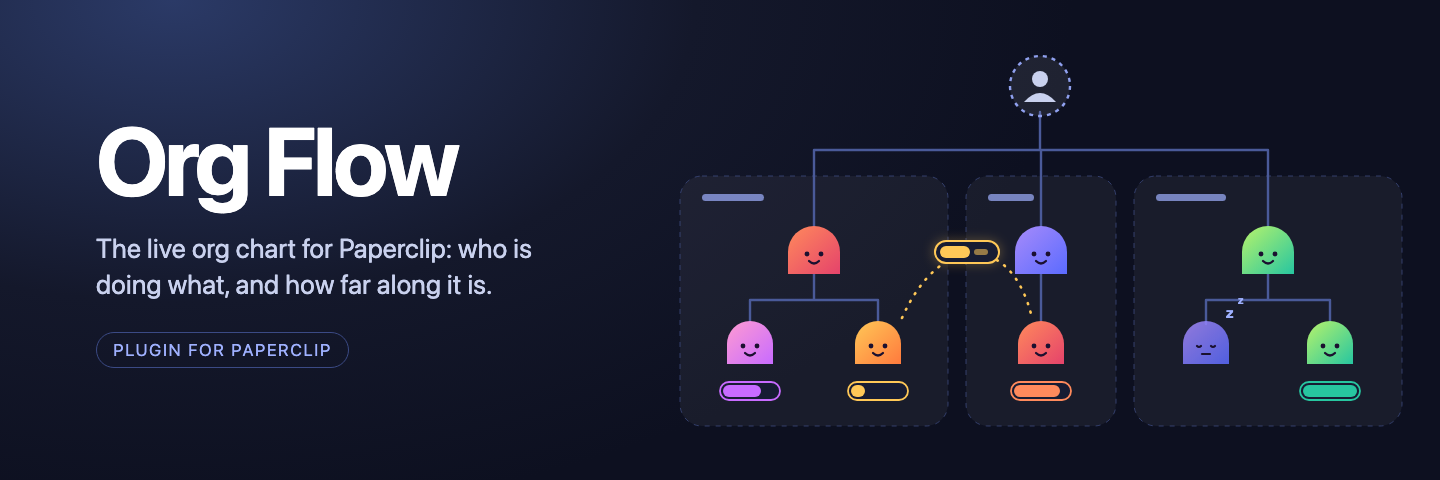 Org Flow
The live org chart for Paperclip: who is
doing what, and how far along it is.
PLUGIN FOR PAPERCLIP
z
z